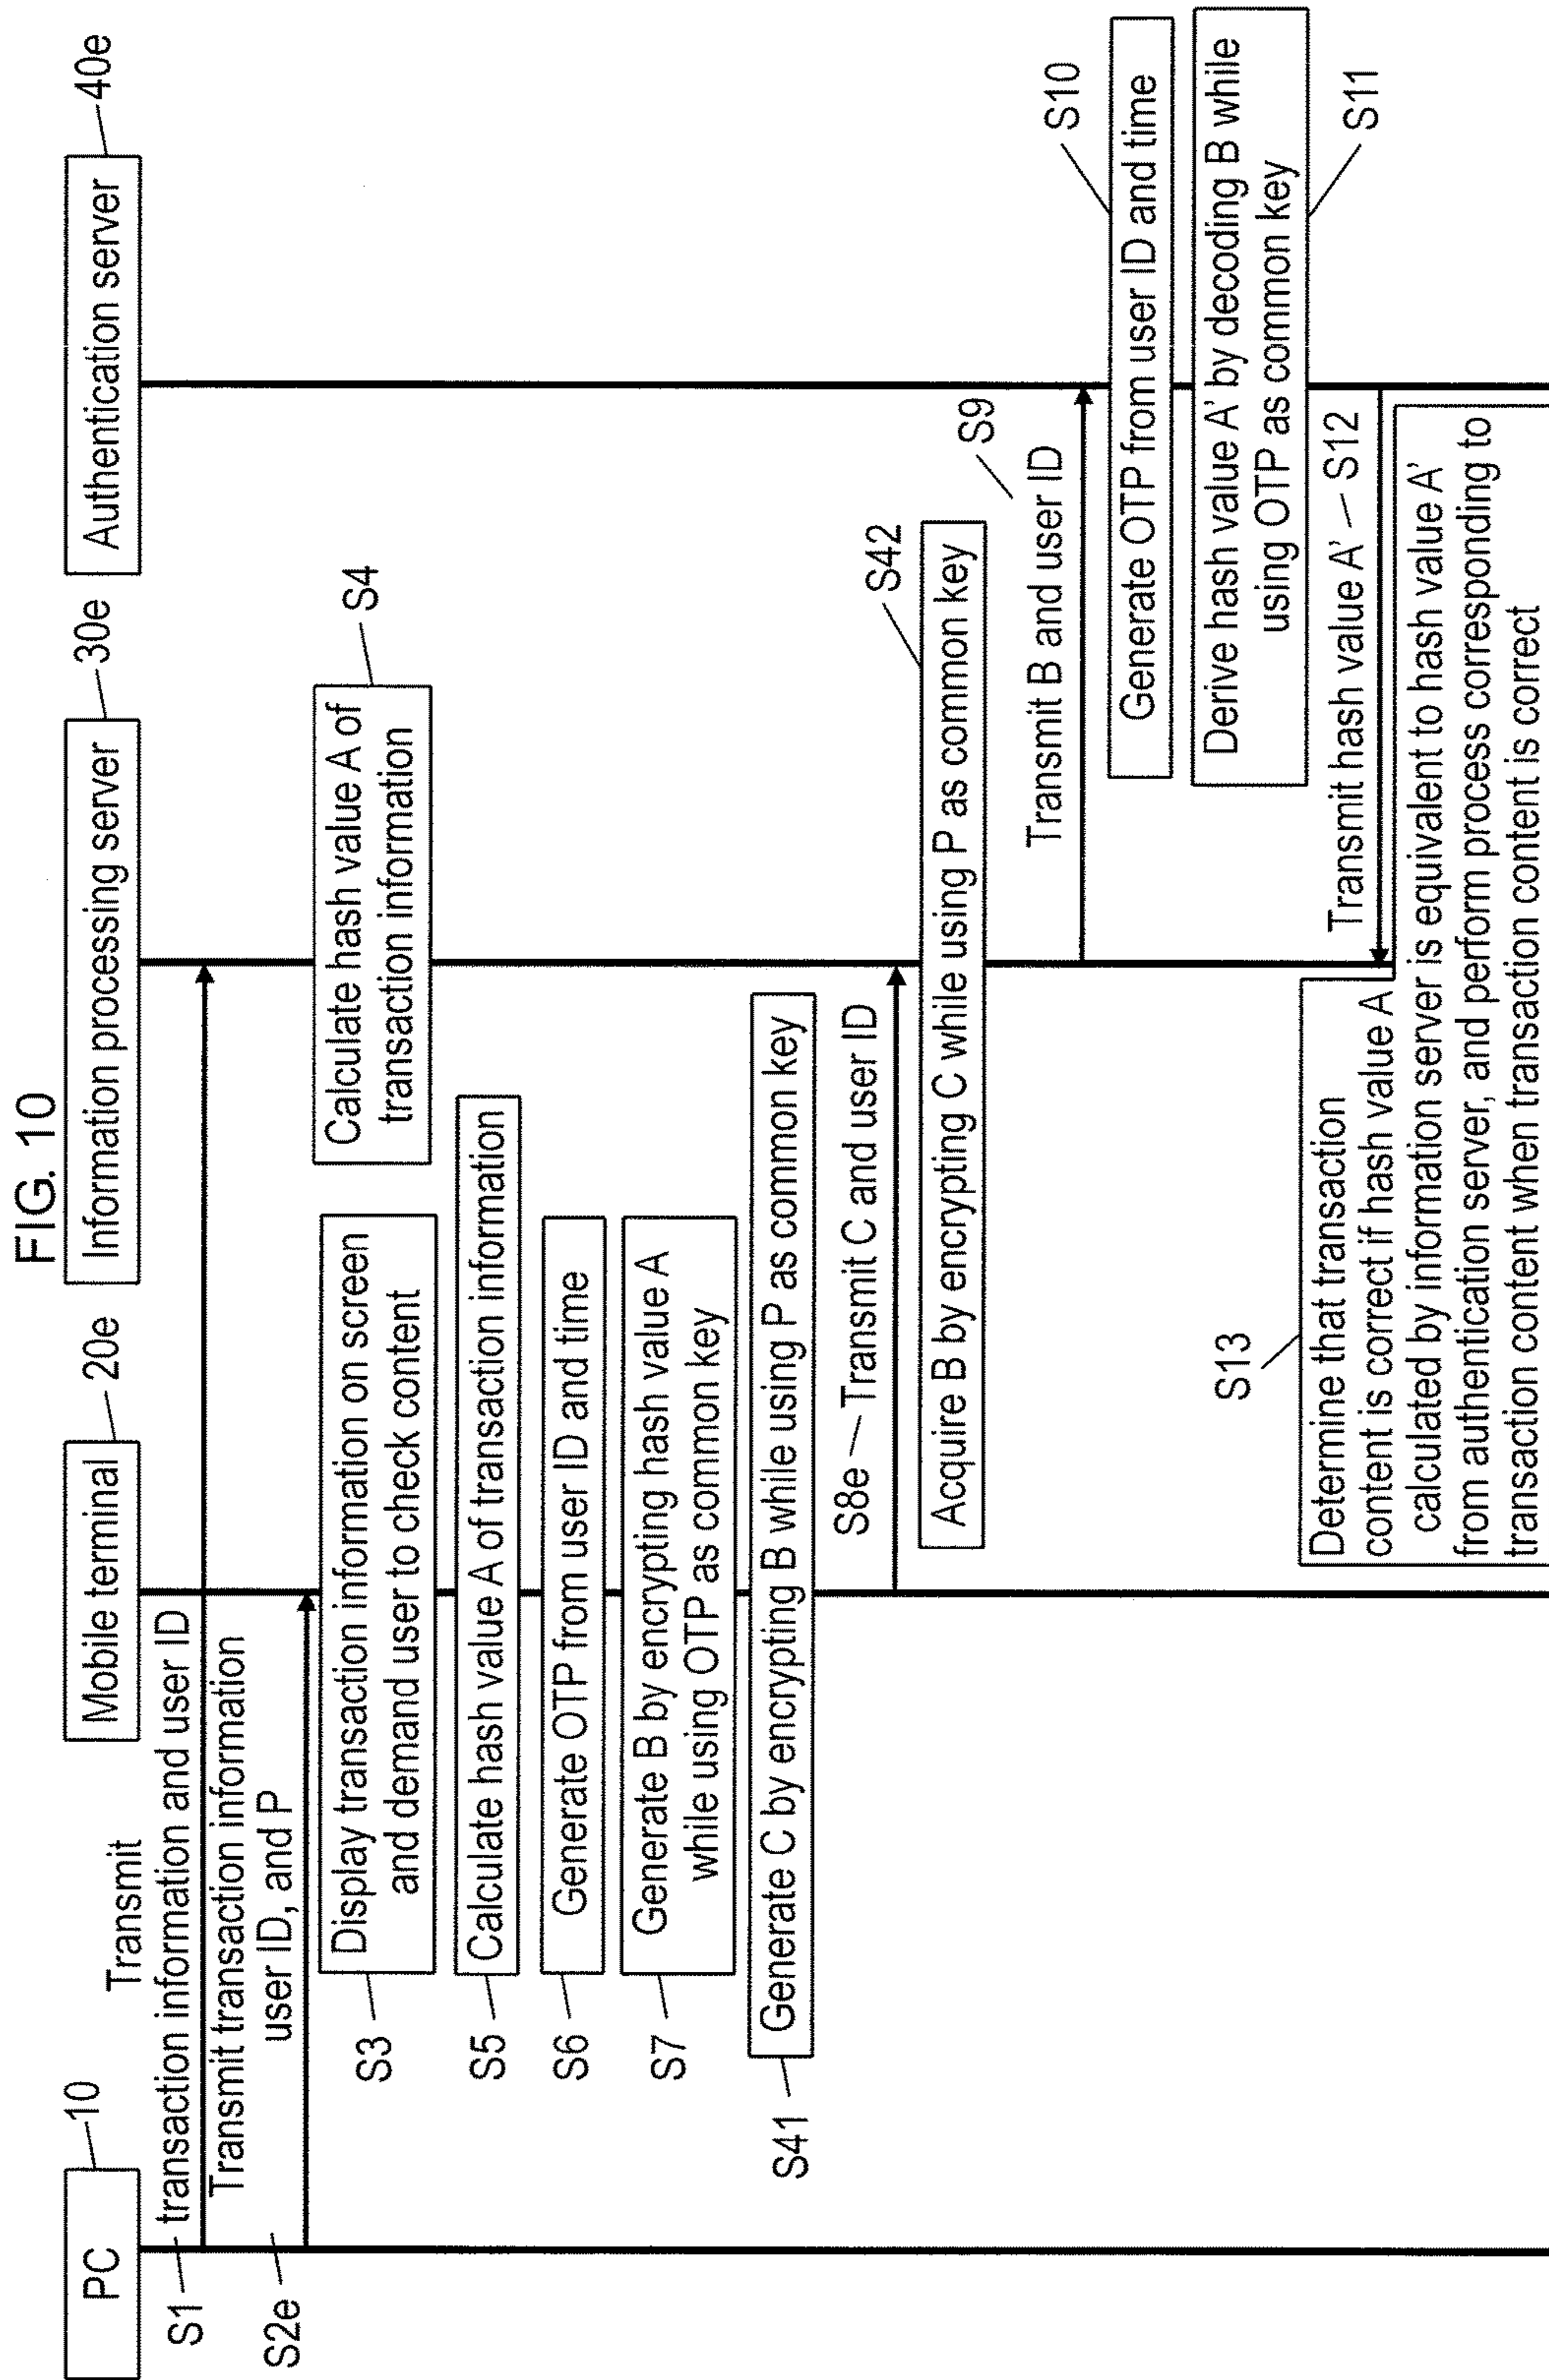 FIG. 10
PC
10
Mobile terminal
20e
Information processing server
30e
Authentication server
40e
Transmit
S1
transaction information and user ID
Transmit transaction information
user ID, and P
S2e
S3
Display transaction information on screen
and demand user to check content
Calculate hash value A of
transaction information
S4
S5
Calculate hash value A of transaction information
S6
Generate OTP from user ID and time
S7
Generate B by encrypting hash value A
while using OTP as common key
S41
Generate C by encrypting B while using P as common key
S8e
Transmit C and user ID
S42
Acquire B by encrypting C while using P as common key
S9
Transmit B and user ID
S10
Generate OTP from user ID and time
Derive hash value A' by decoding B while
using OTP as common key
S11
Transmit hash value A'
S12
S13
Determine that transaction
content is correct if hash value A
calculated by information server is equivalent to hash value A'
from authentication server, and perform process corresponding to
transaction content when transaction content is correct